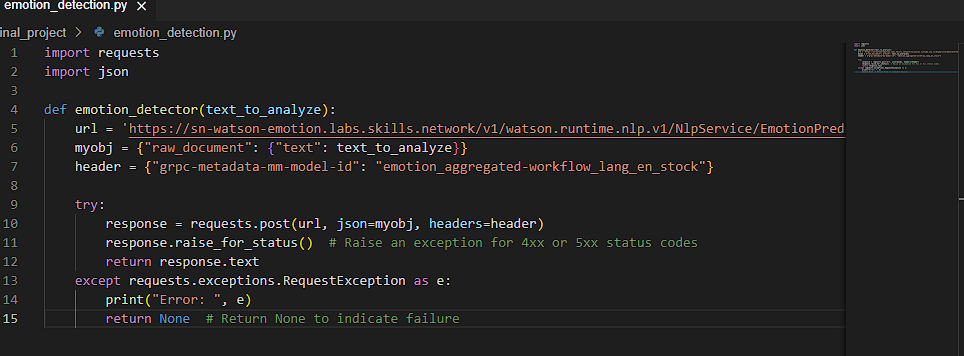 emotion_detection.py
inal_project > emotion_detection.py
1 import requests
2 import json
3
4 def emotion_detector(text_to_analyze):
5 url = 'https://sn-watson-emotion.labs.skills.network/v1/watson.runtime.nlp.v1/NlpService/EmotionPred
6 myobj = {"raw_document": {"text": text_to_analyze}}
7 header = {"grpc-metadata-mm-model-id": "emotion_aggregated-workflow_lang_en_stock"}
8
9 try:
10 response = requests.post(url, json=myobj, headers=header)
11 response.raise_for_status()  # Raise an exception for 4xx or 5xx status codes
12 return response.text
13 except requests.exceptions.RequestException as e:
14 print("Error: ", e)
15 return None  # Return None to indicate failure